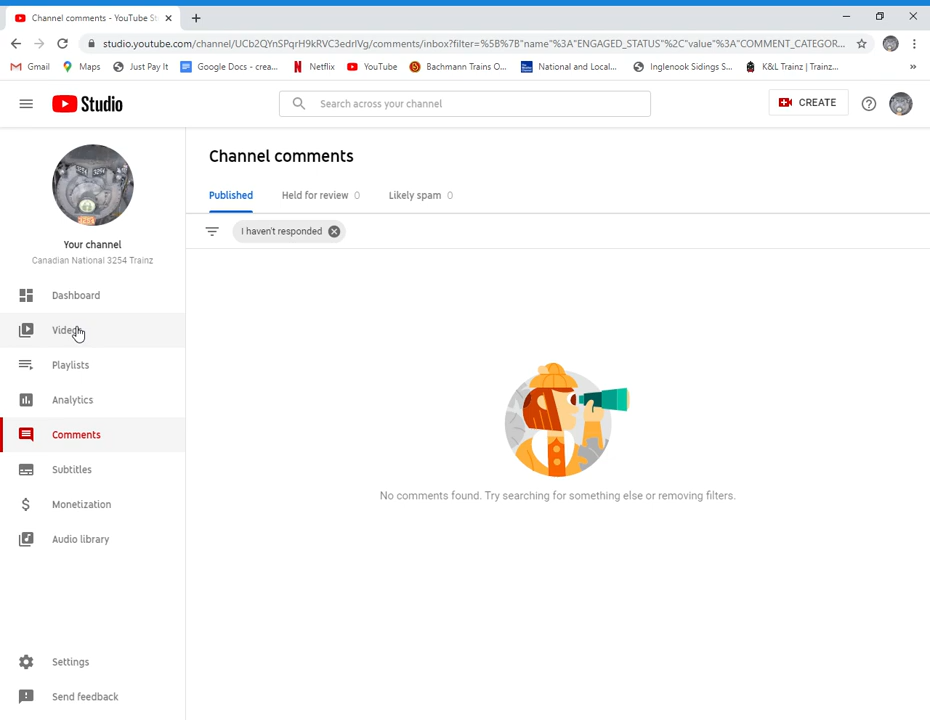 Channel comments - YouTube St
studio.youtube.com/channel/UCb2QYnSPqrH9kRVC3edrlVg/comments/inbox?filter=%5B%7B"name"%3A"ENGAGED_STATUS"%2C"value"%3A"COMMENT_CATEGOR...
Gmail Maps Just Pay It Google Docs - crea... Netflix YouTube Bachmann Trains O... National and Local... Inglenook Sidings S... K&L Trainz | Trainz... »
Studio Search across your channel CREATE
Channel comments
Published Held for review 0 Likely spam 0
I haven't responded
Your channel
Canadian National 3254 Trainz
Dashboard
Videos
Playlists
Analytics
Comments
Subtitles
Monetization
Audio library
Settings
Send feedback
No comments found. Try searching for something else or removing filters.